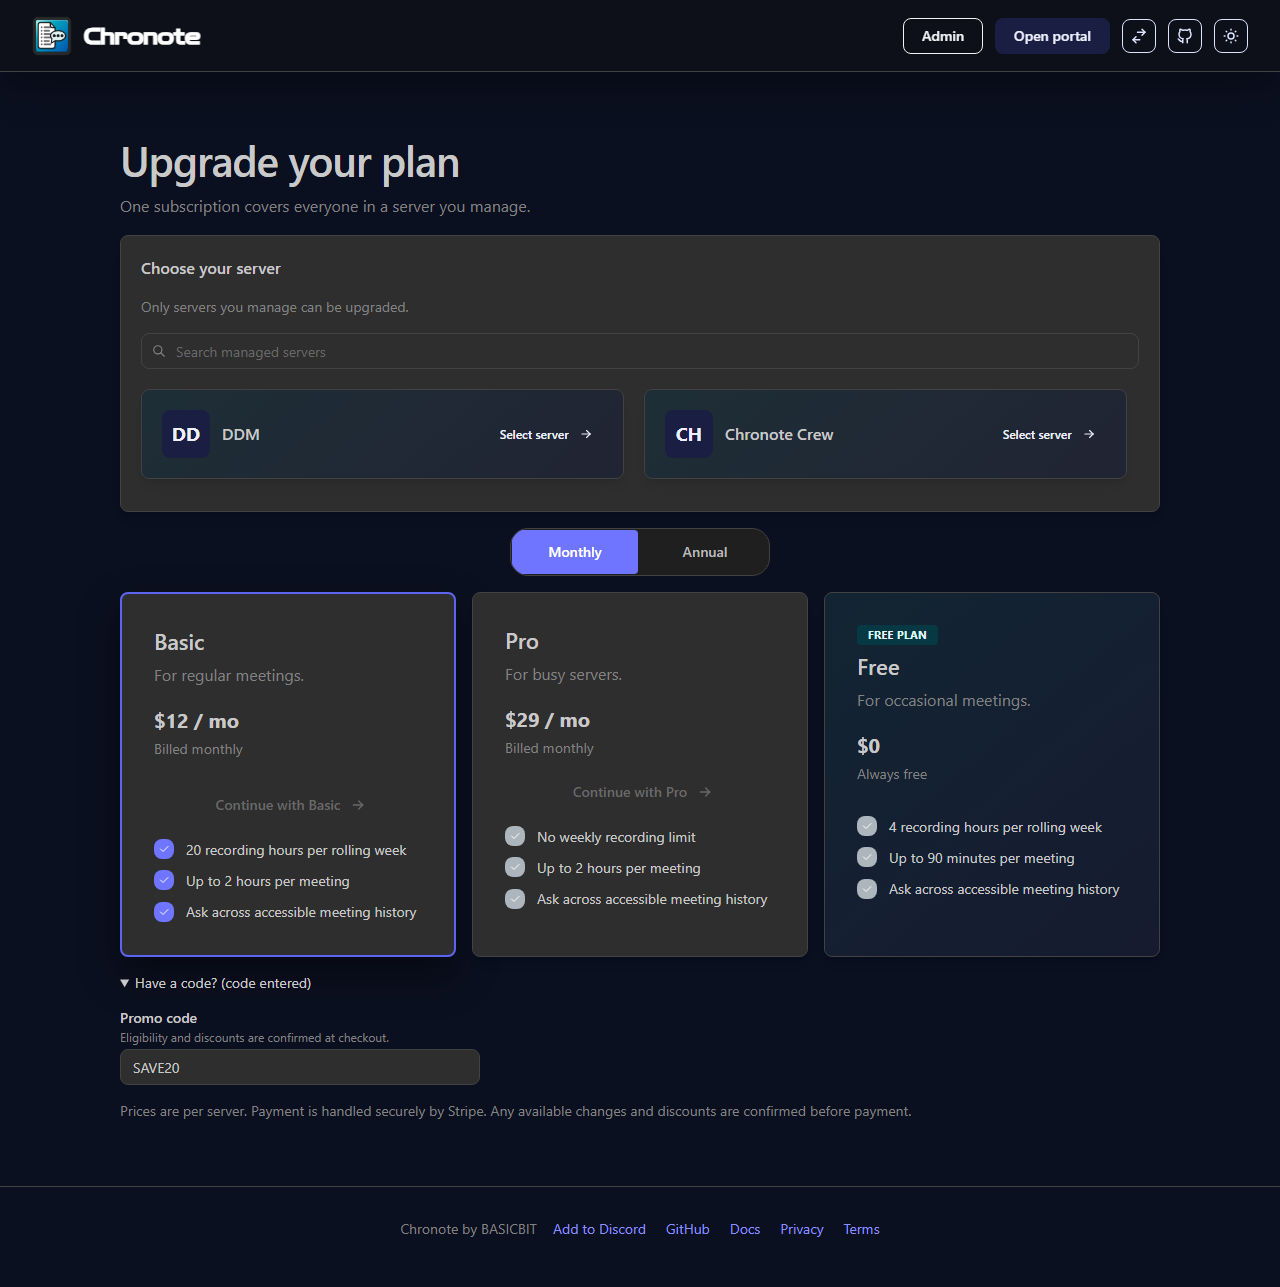 Chronote
Admin
Open portal
Upgrade your plan
One subscription covers everyone in a server you manage.
Choose your server
Only servers you manage can be upgraded.
Search managed servers
DD DDM Select server
CH Chronote Crew Select server
Monthly Annual
Basic
For regular meetings.
$12 / mo
Billed monthly
Continue with Basic
20 recording hours per rolling week
Up to 2 hours per meeting
Ask across accessible meeting history
Pro
For busy servers.
$29 / mo
Billed monthly
Continue with Pro
No weekly recording limit
Up to 2 hours per meeting
Ask across accessible meeting history
FREE PLAN
Free
For occasional meetings.
$0
Always free
4 recording hours per rolling week
Up to 90 minutes per meeting
Ask across accessible meeting history
Have a code? (code entered)
Promo code
Eligibility and discounts are confirmed at checkout.
SAVE20
Prices are per server. Payment is handled securely by Stripe. Any available changes and discounts are confirmed before payment.
Chronote by BASICBIT Add to Discord GitHub Docs Privacy Terms